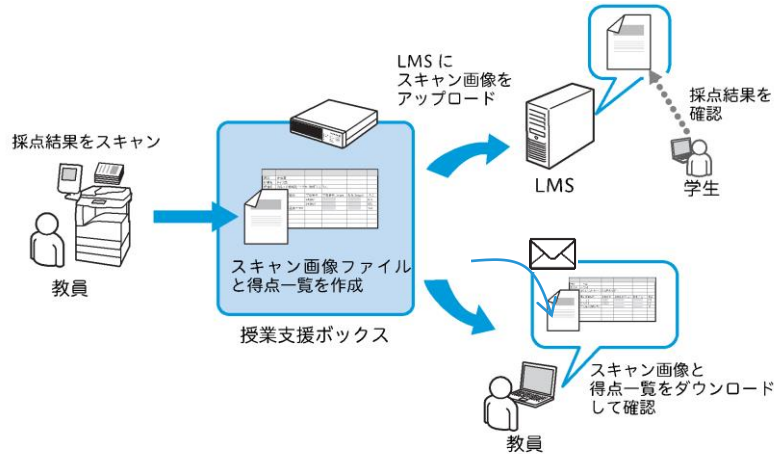 採点結果をスキャン
教員
スキャン画像ファイル
と得点一覧を作成
授業支援ボックス
LMS に
スキャン画像を
アップロード
LMS
採点結果を
確認
学生
スキャン画像と
得点一覧をダウンロード
して確認
教員